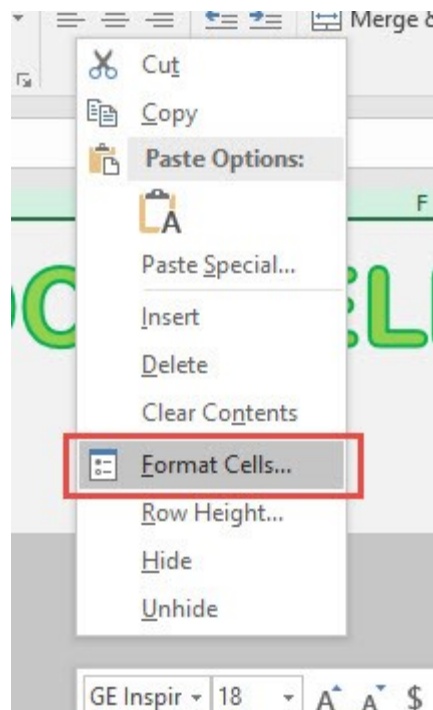 Merge &
Cut
Copy
Paste Options:
F
Paste Special...
Insert
Delete
Clear Contents
Format Cells...
Row Height...
Hide
Unhide
GE Inspir 18 A A $